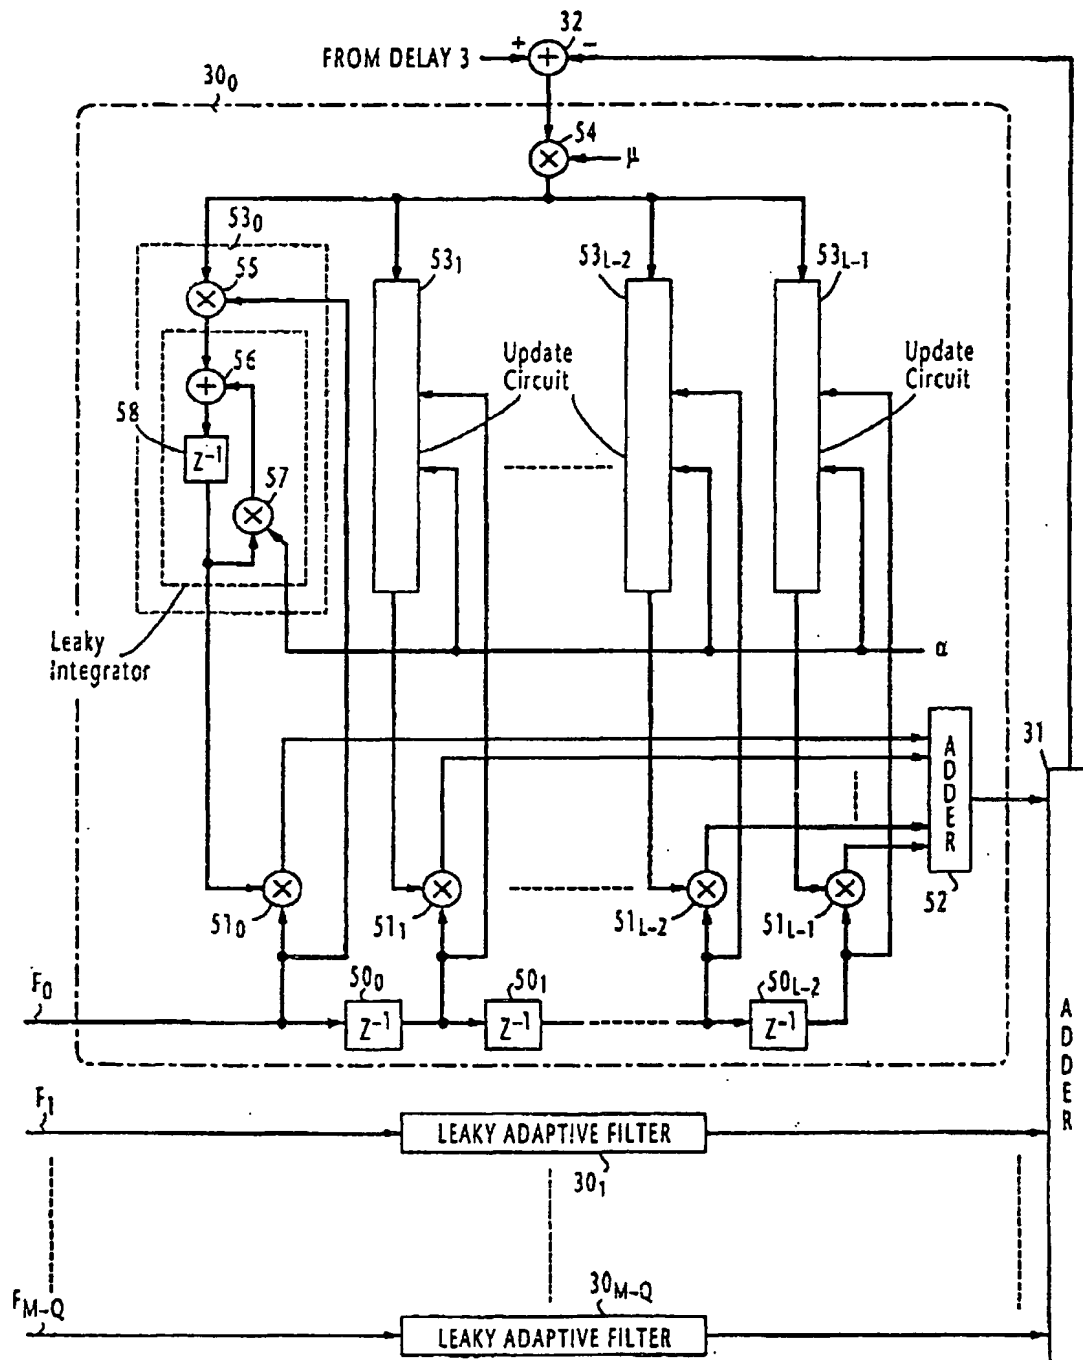 32
FROM DELAY 3 + + −
30₀
54
× μ
53₀
55
×
53₁
53L-2
53L-1
56
+
Update
Circuit
Update
Circuit
58
Z⁻¹
57
×
Leaky
Integrator
α
31
ADDER
52
× × × ×
51₀
51₁
51L-2
51L-1
F₀
50₀
50₁
50L-2
Z⁻¹ Z⁻¹ Z⁻¹
ADDER
F₁
LEAKY ADAPTIVE FILTER
30₁
FM-Q
30M-Q
LEAKY ADAPTIVE FILTER